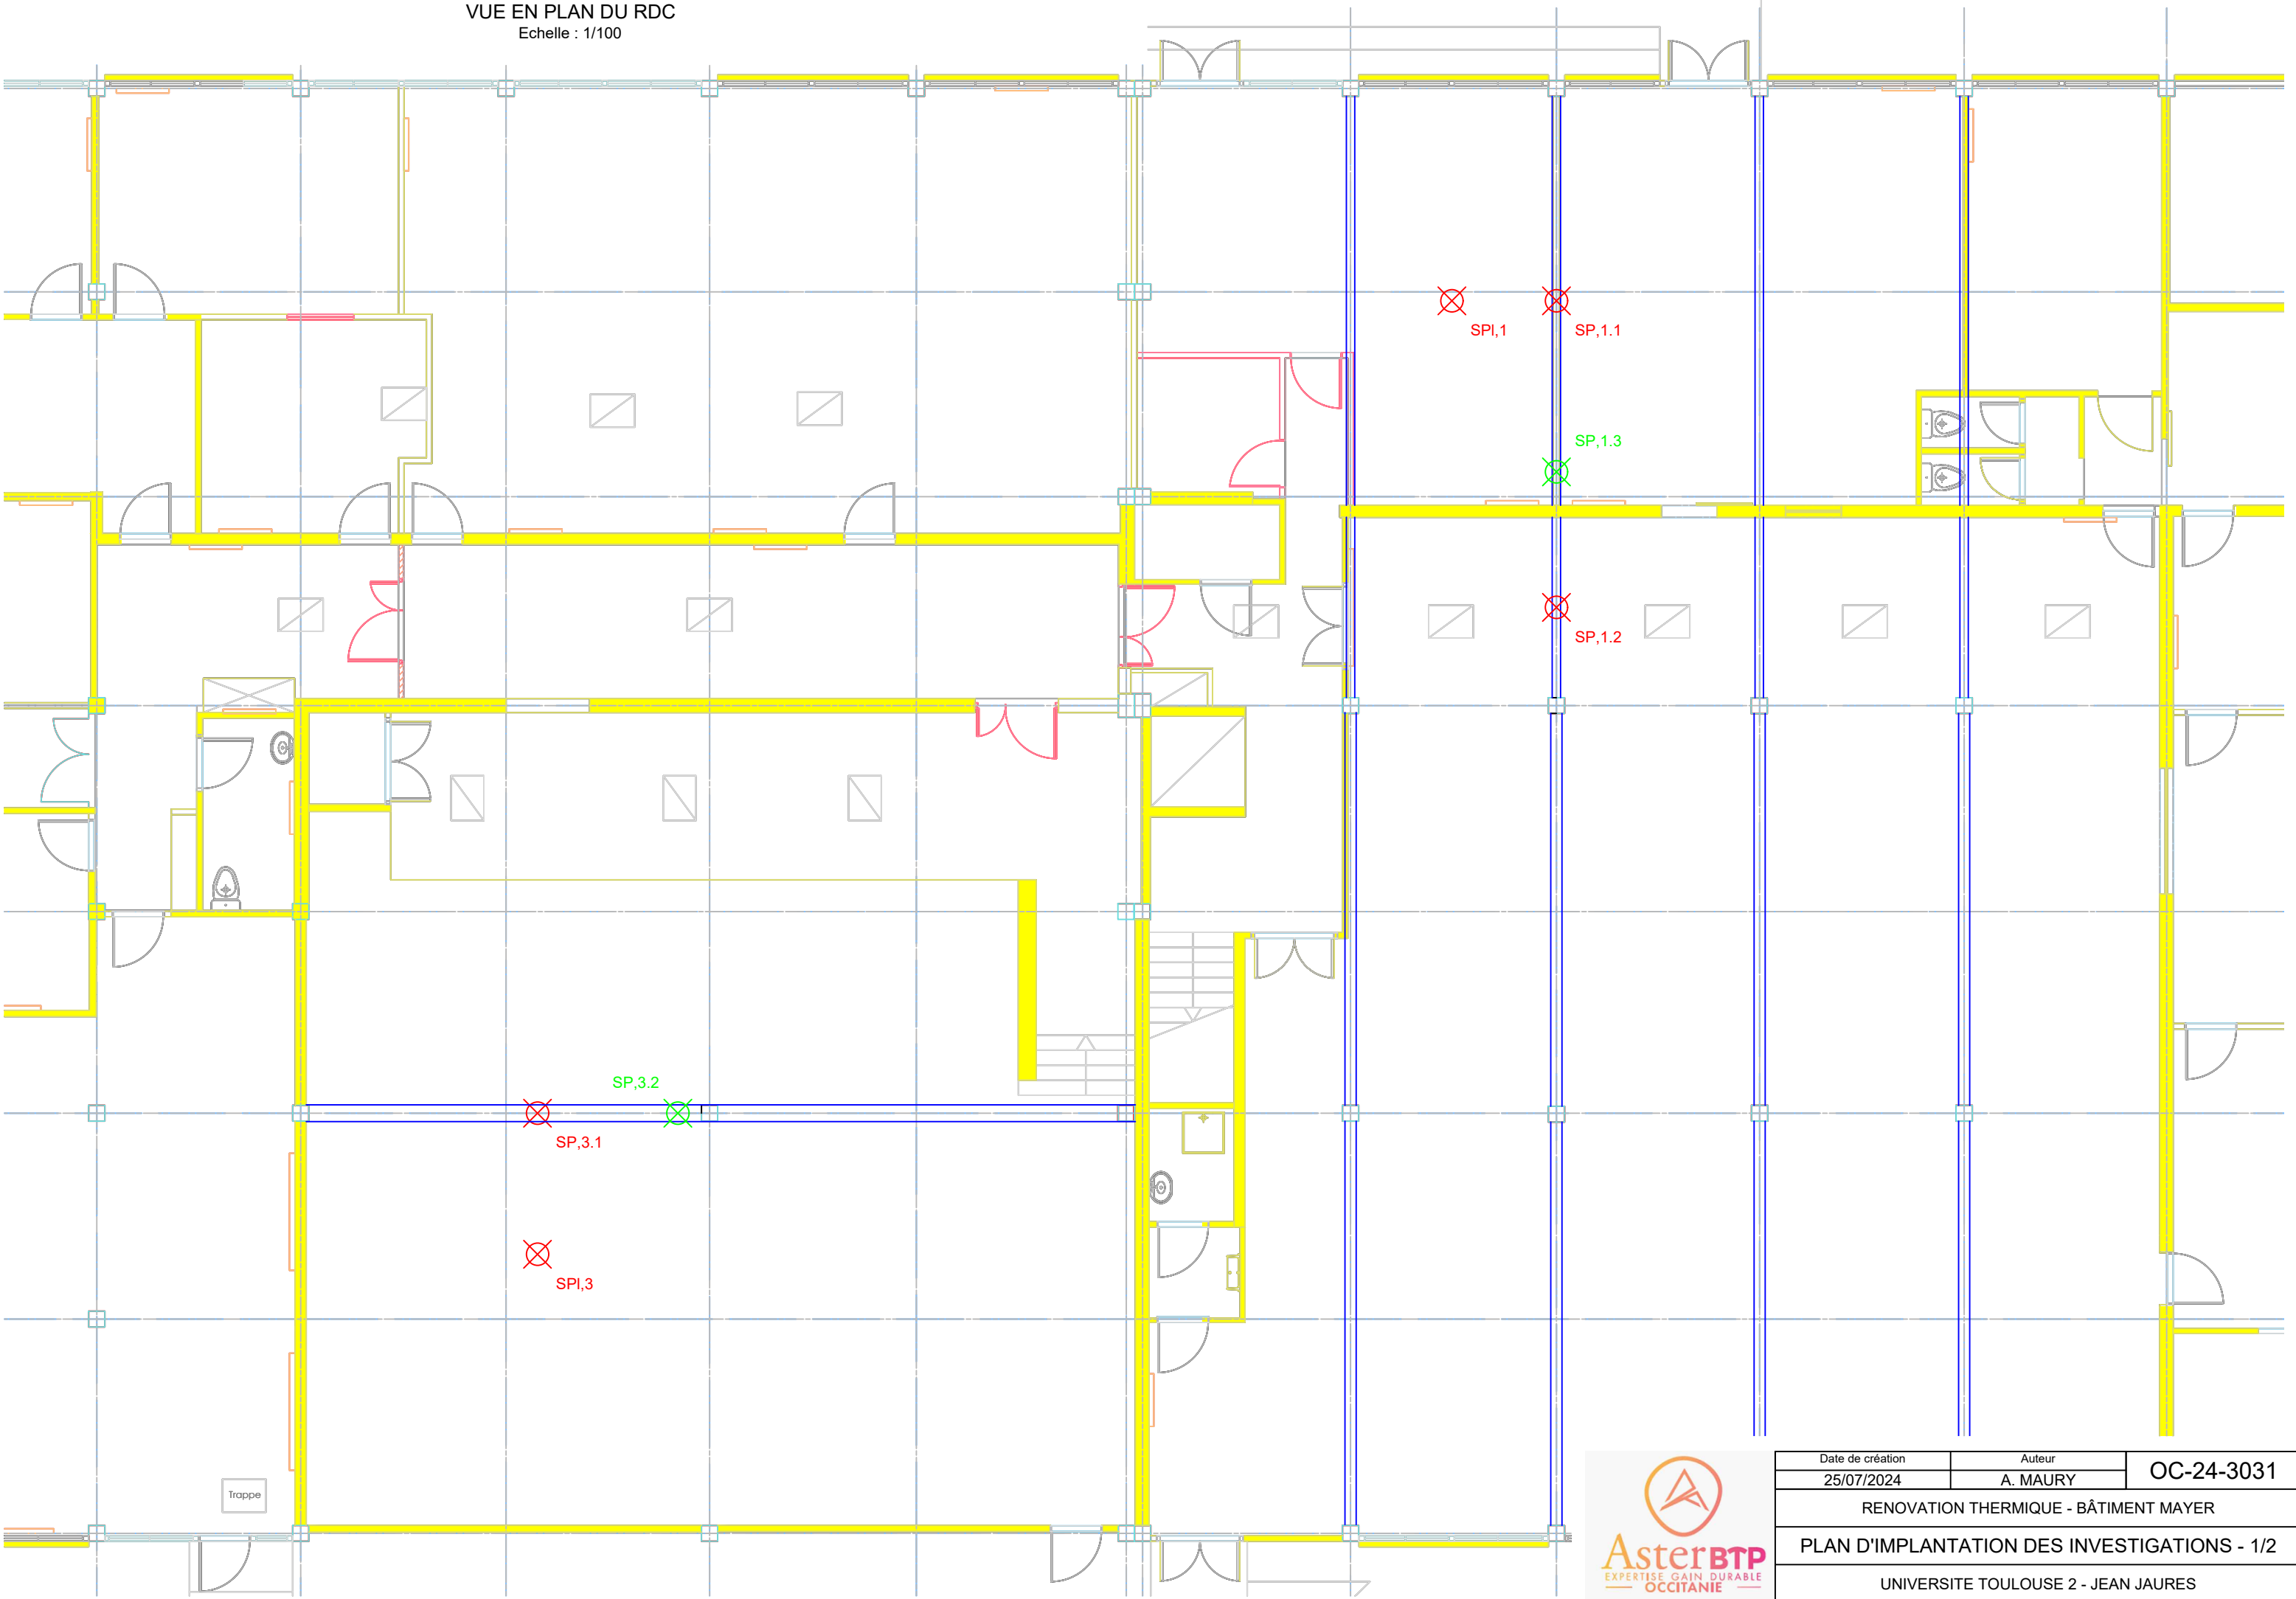 VUE EN PLAN DU RDC
Echelle : 1/100
SPI,1
SP,1.1
SP,1.3
SP,1.2
SP,3.2
SP,3.1
SPI,3
Trappe
AsterBTP
EXPERTISE GAIN DURABLE
OCCITANIE
Date de création
Auteur
OC-24-3031
25/07/2024
A. MAURY
RENOVATION THERMIQUE - BÂTIMENT MAYER
PLAN D'IMPLANTATION DES INVESTIGATIONS - 1/2
UNIVERSITE TOULOUSE 2 - JEAN JAURES